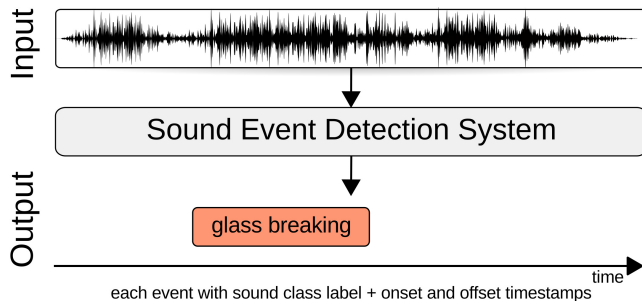 Input
Sound Event Detection System
Output
glass breaking
time
each event with sound class label + onset and offset timestamps